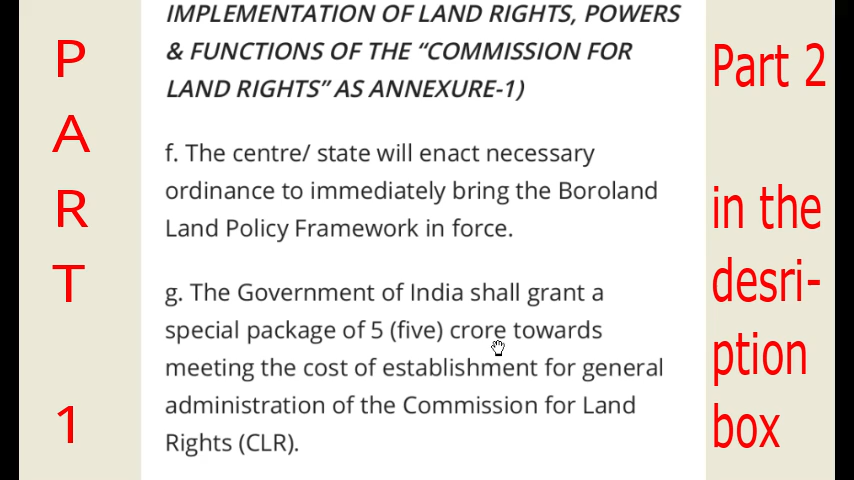 P
A
R
T
1
IMPLEMENTATION OF LAND RIGHTS, POWERS
& FUNCTIONS OF THE “COMMISSION FOR
LAND RIGHTS” AS ANNEXURE-1)
f. The centre/ state will enact necessary
ordinance to immediately bring the Boroland
Land Policy Framework in force.
g. The Government of India shall grant a
special package of 5 (five) crore towards
meeting the cost of establishment for general
administration of the Commission for Land
Rights (CLR).
Part 2
in the
desri-
ption
box